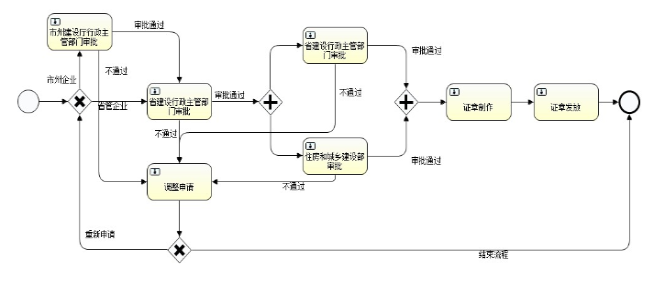 市州建设行政主
管部门审批
审批通过
省建设行政主管部
门审批
审批通过
不通过
市州企业
省建设行政主管部
门审批
审批通过
省管企业
不通过
证章制作
证章发放
不通过
住房和城乡建设部
审批
审批通过
调整申请
不通过
重新申请
结束流程